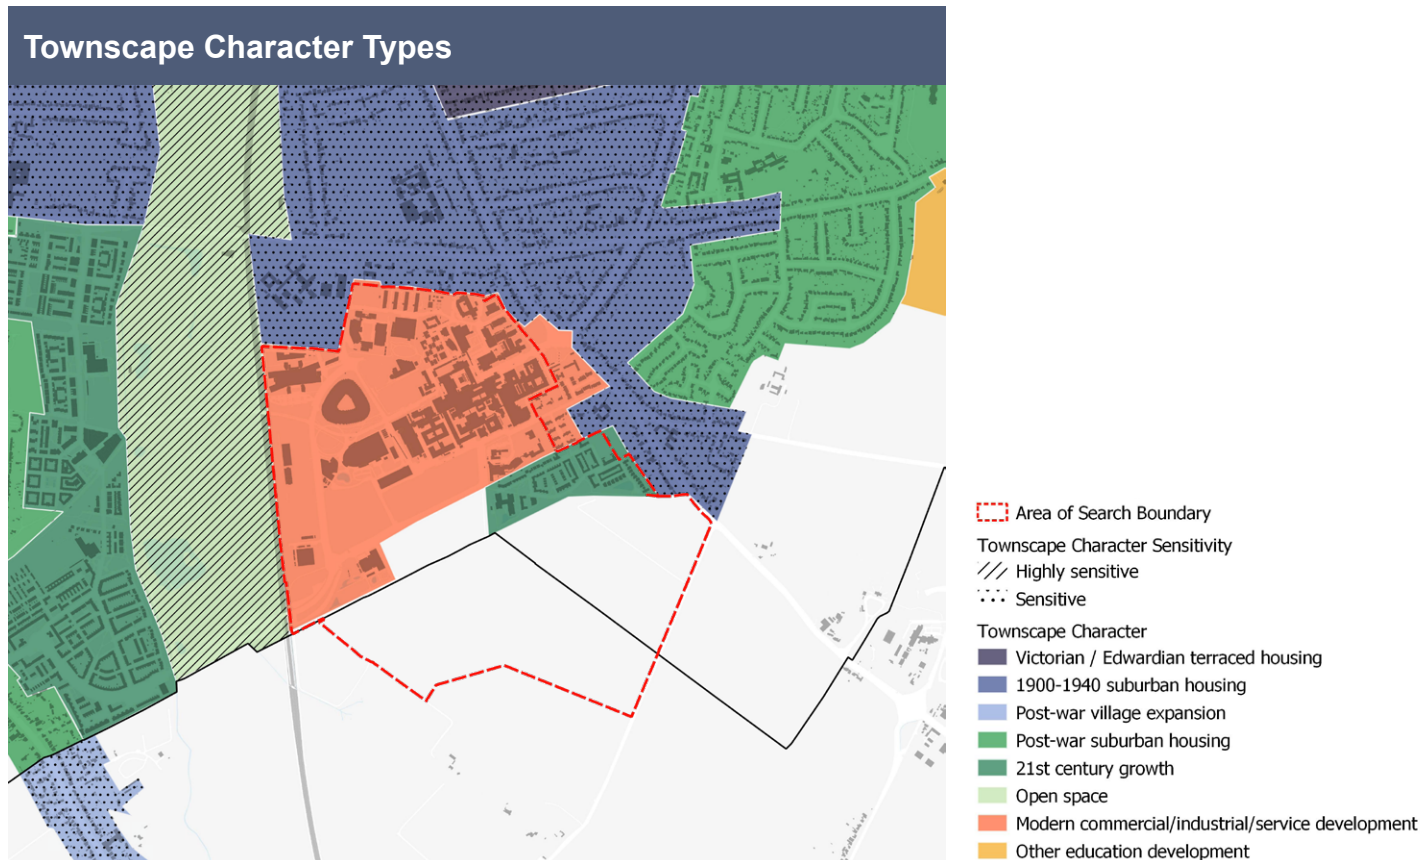 Townscape Character Types
Area of Search Boundary
Townscape Character Sensitivity
Highly sensitive
Sensitive
Townscape Character
Victorian / Edwardian terraced housing
1900-1940 suburban housing
Post-war village expansion
Post-war suburban housing
21st century growth
Open space
Modern commercial/industrial/service development
Other education development